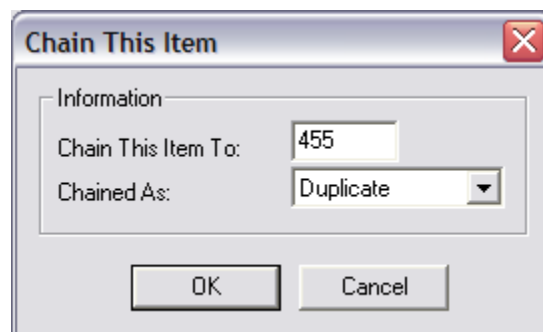 Chain This Item
Information
Chain This Item To: 455
Chained As: Duplicate
OK Cancel